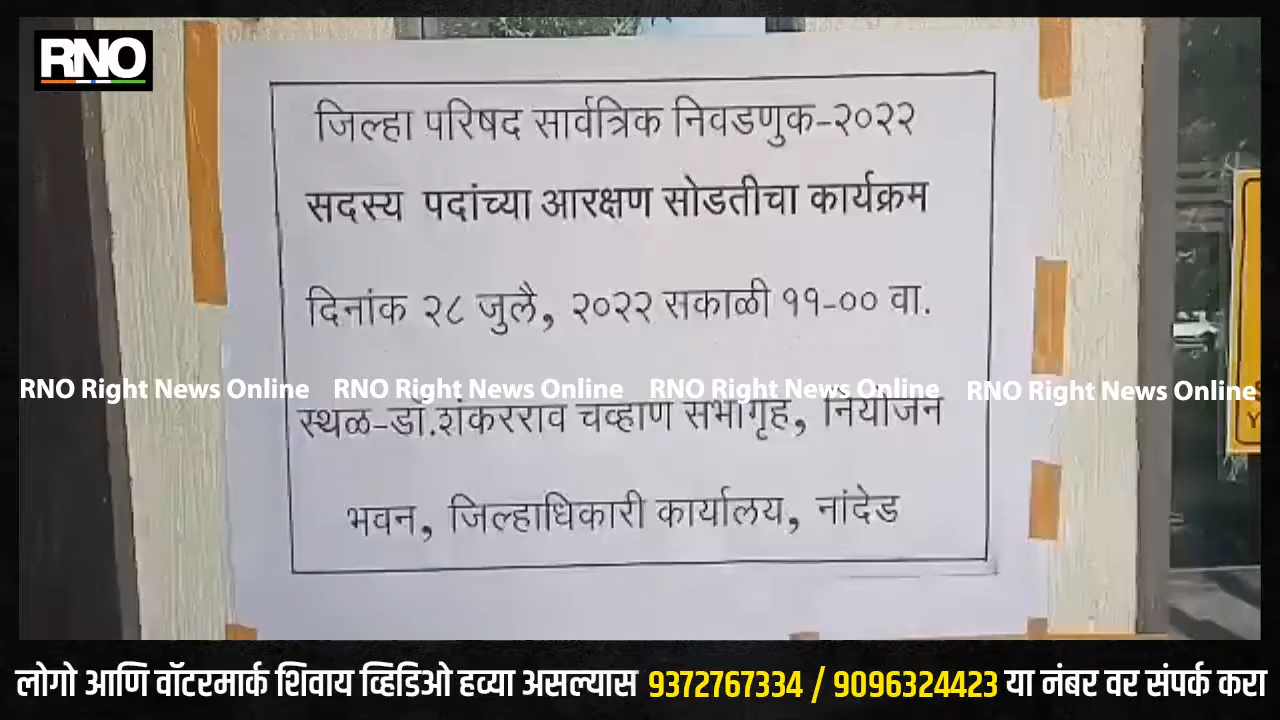 RNO
जिल्हा परिषद सार्वत्रिक निवडणुक-२०२२
सदस्य पदांच्या आरक्षण सोडतीचा कार्यक्रम
दिनांक २८ जुलै, २०२२ सकाळी ११-०० वा.
RNO Right News Online RNO Right News Online RNO Right News Online RNO Right News Online
स्थळ-डॉ.शंकरराव चव्हाण सभागृह, नियोजन
भवन, जिल्हाधिकारी कार्यालय, नांदेड
लोगो आणि वॉटरमार्क शिवाय व्हिडिओ हव्या असल्यास 9372767334 / 9096324423 या नंबर वर संपर्क करा